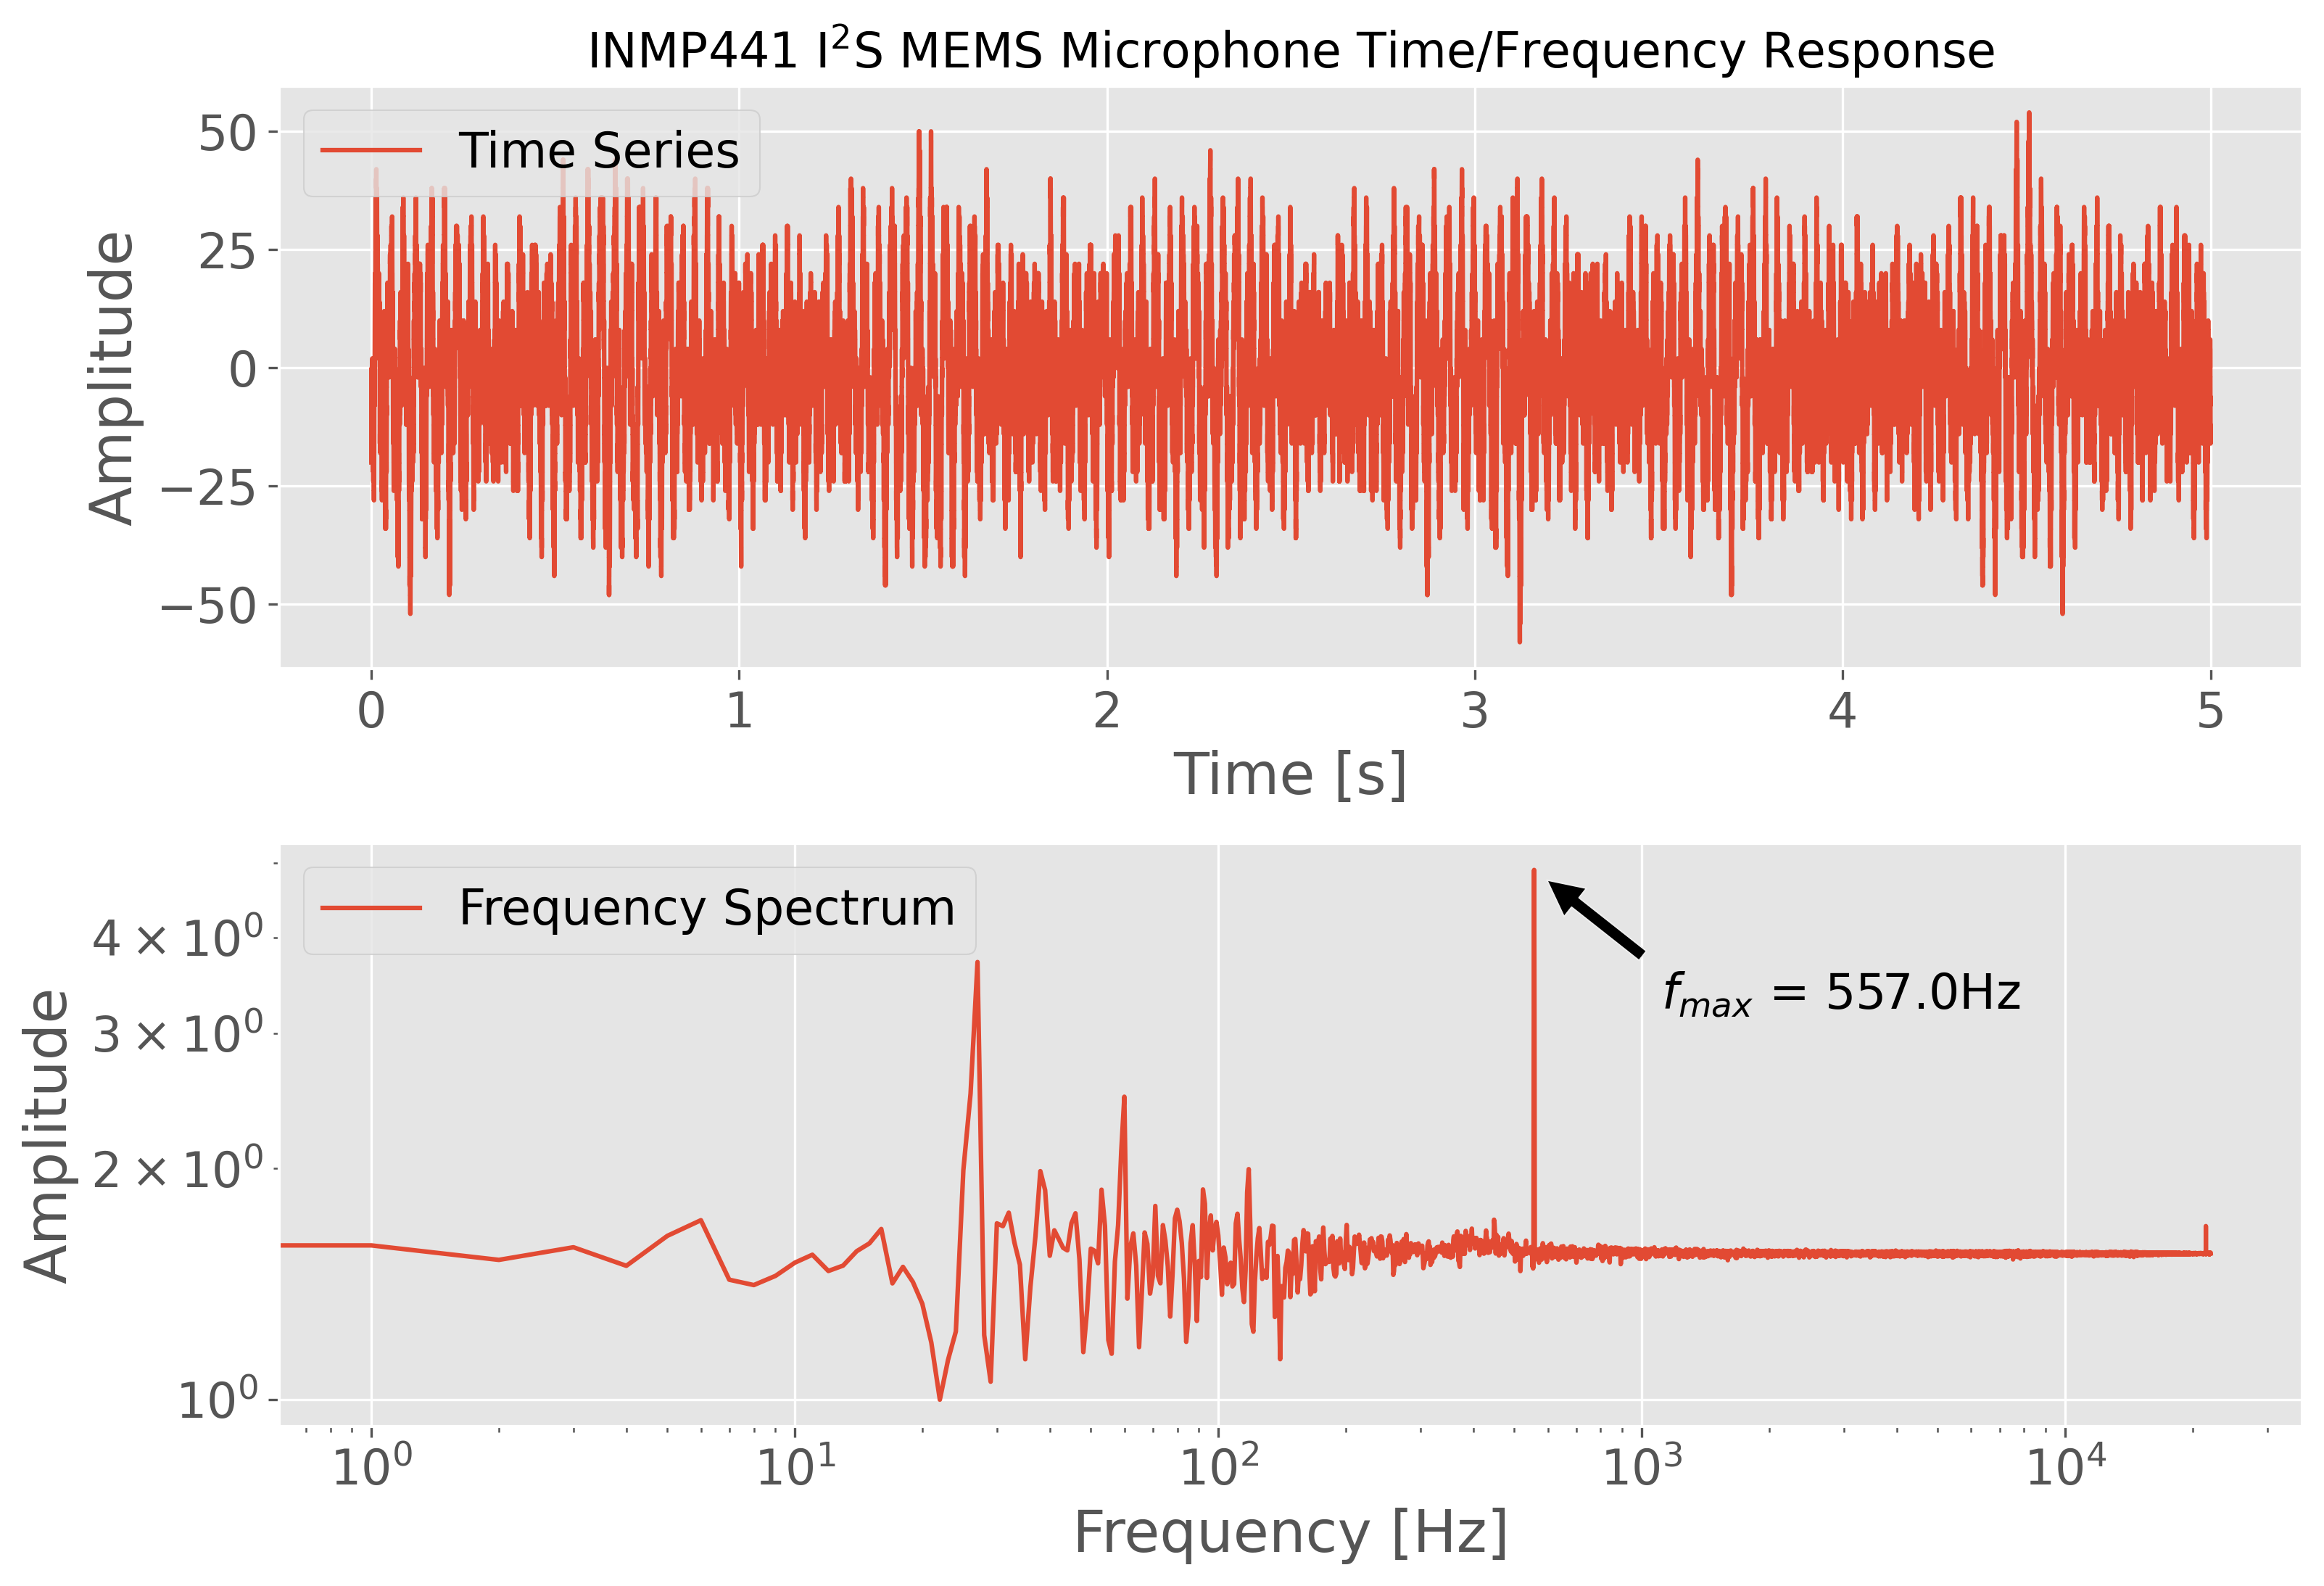 INMP441 I²S MEMS Microphone Time/Frequency Response
Time Series
Amplitude
50
25
0
−25
−50
0 1 2 3 4 5
Time [s]
Frequency Spectrum
Amplitude
4 × 10⁰
3 × 10⁰
2 × 10⁰
10⁰
f_max = 557.0Hz
10⁰ 10¹ 10² 10³ 10⁴
Frequency [Hz]